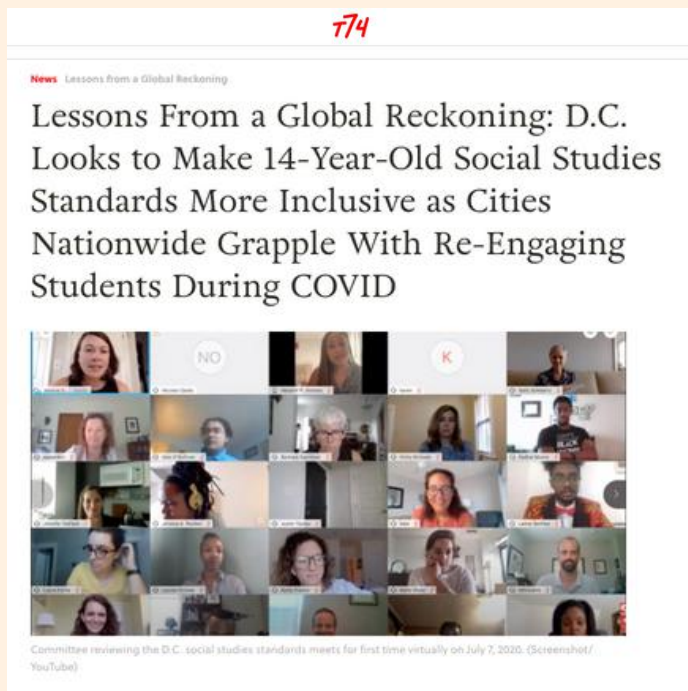 T74
News Lessons from a Global Reckoning
Lessons From a Global Reckoning: D.C.
Looks to Make 14-Year-Old Social Studies
Standards More Inclusive as Cities
Nationwide Grapple With Re-Engaging
Students During COVID
NO
K
BLACK
Committee reviewing the D.C. social studies standards meets for first time virtually on July 7, 2020. (Screenshot/
YouTube)